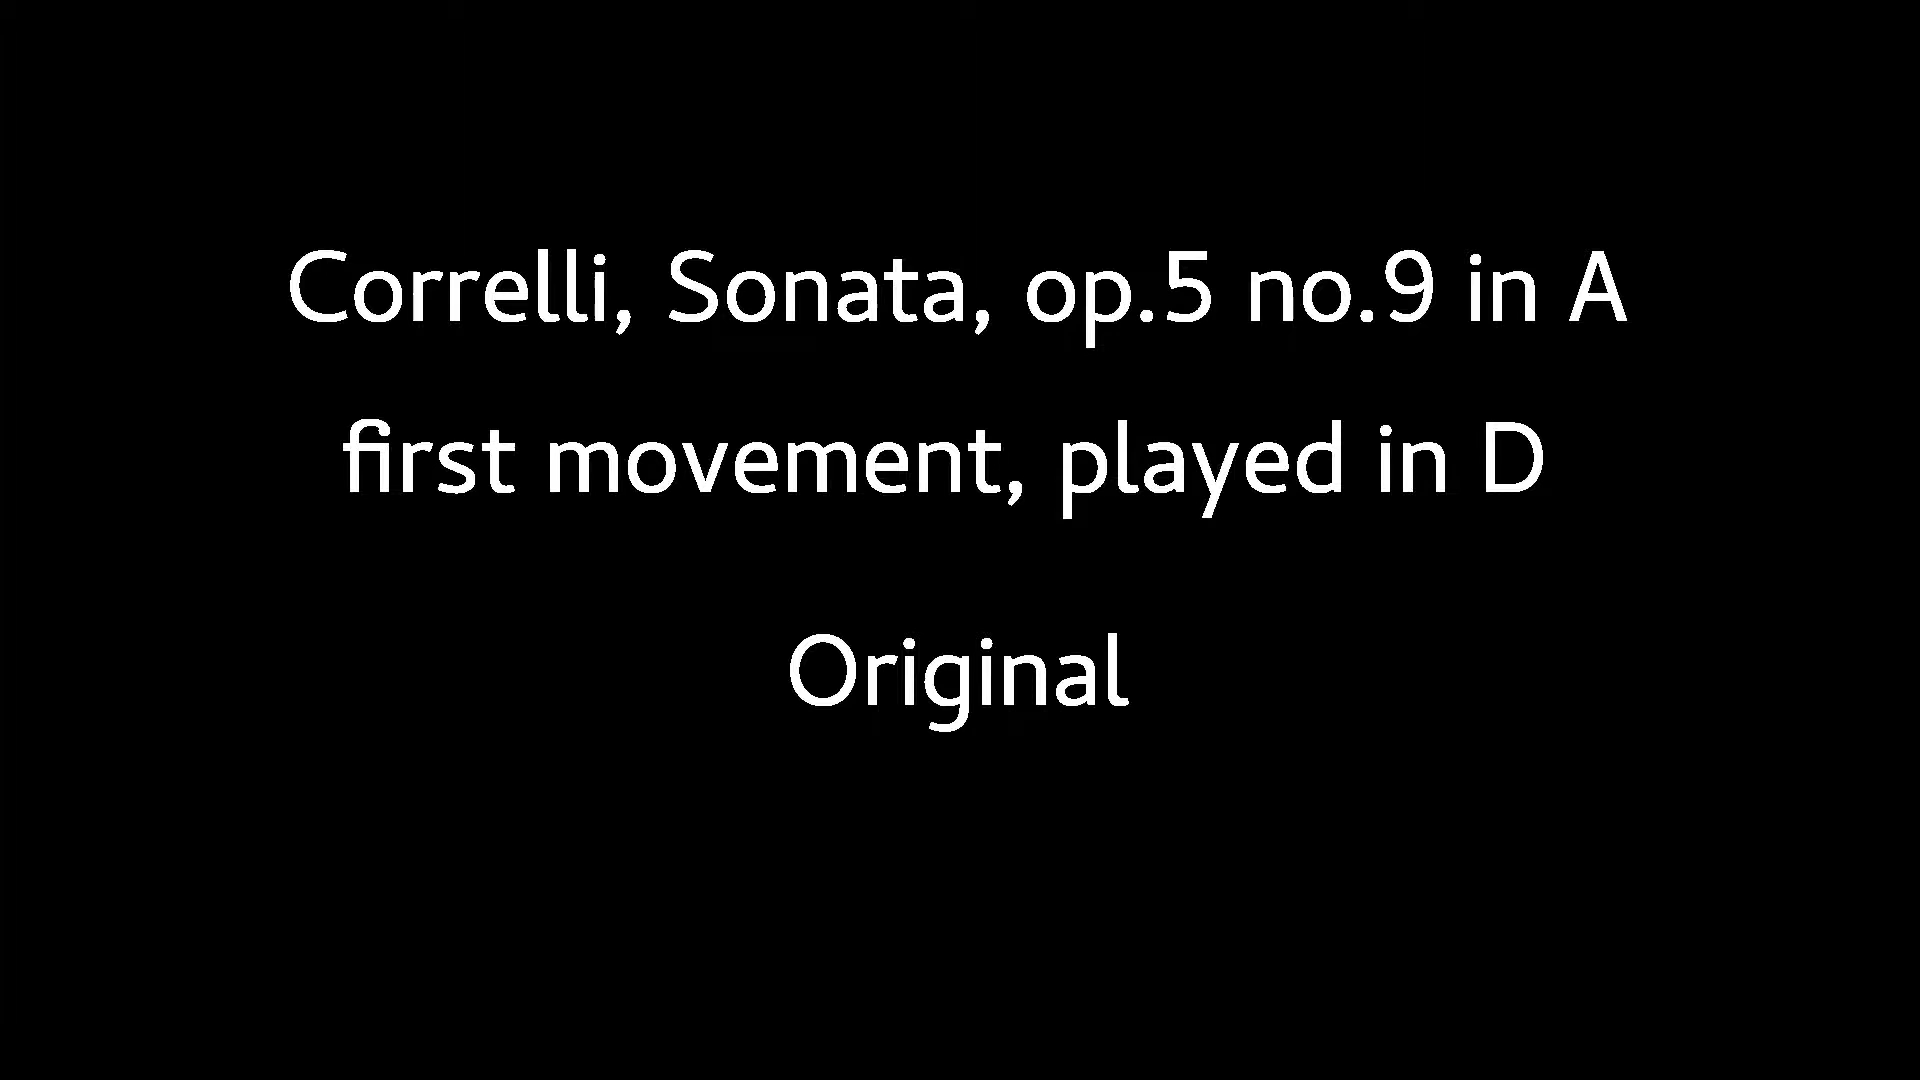 Correlli, Sonata, op.5 no.9 in A
first movement, played in D
Original